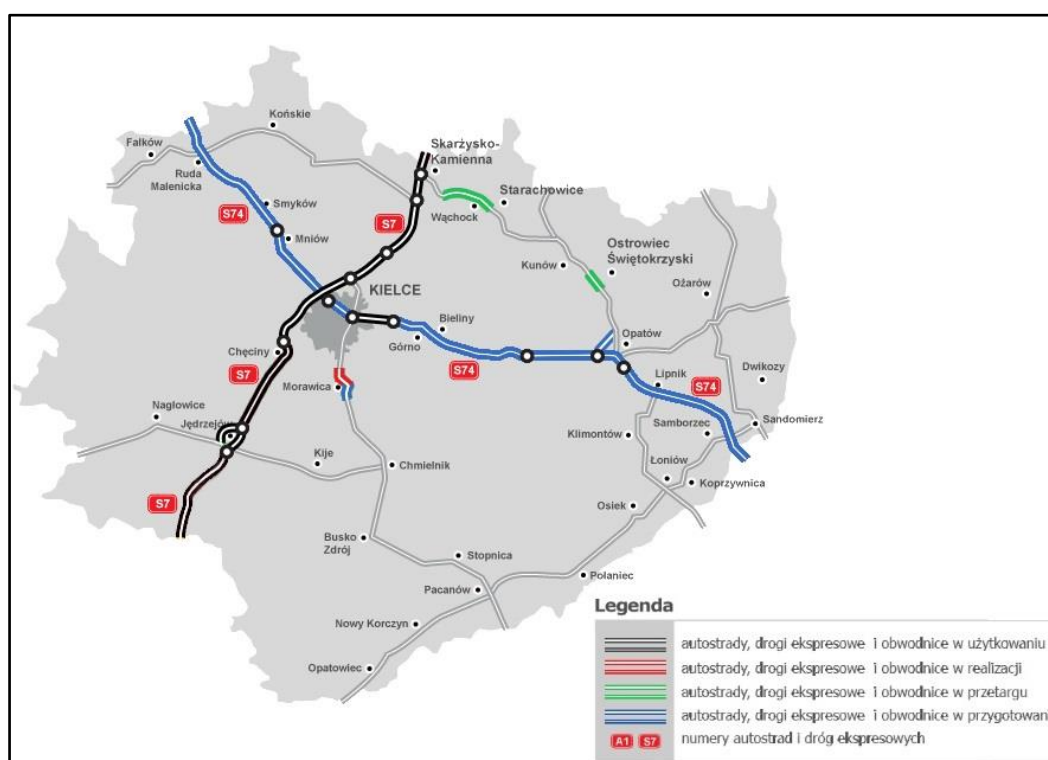 Końskie
Fałków
Ruda
Malenicka
Skarżysko-
Kamienna
Starachowice
S74
Smyków
S7
Wąchock
Mniów
Ostrowiec
Świętokrzyski
Kunów
KIELCE
Ożarów
Bieliny
Górno
Opatów
Chęciny
S7
S74
Lipnik
S74
Dwikozy
Morawica
Nagłowice
Jędrzejów
Klimontów
Samborzec
Sandomierz
Kije
Chmielnik
Łoniów
Koprzywnica
S7
Osiek
Busko
Zdrój
Stopnica
Połaniec
Pacanów
Nowy Korczyn
Opatowiec
Legenda
autostrady, drogi ekspresowe i obwodnice w użytkowaniu
autostrady, drogi ekspresowe i obwodnice w realizacji
autostrady, drogi ekspresowe i obwodnice w przetargu
autostrady, drogi ekspresowe i obwodnice w przygotowani
A1 S7 numery autostrad i dróg ekspresowych